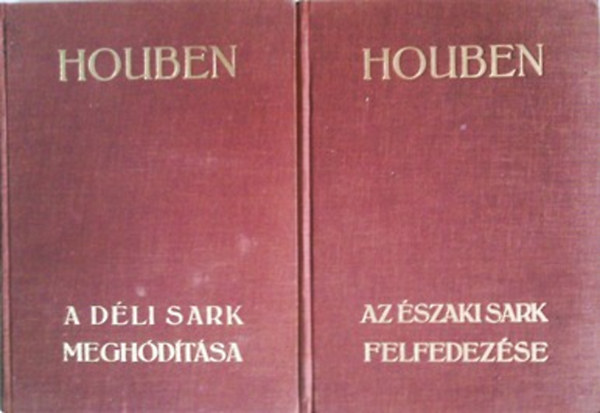 HOUBEN
A DÉLI SARK
MEGHÓDÍTÁSA
HOUBEN
AZ ÉSZAKI SARK
FELFEDEZÉSE